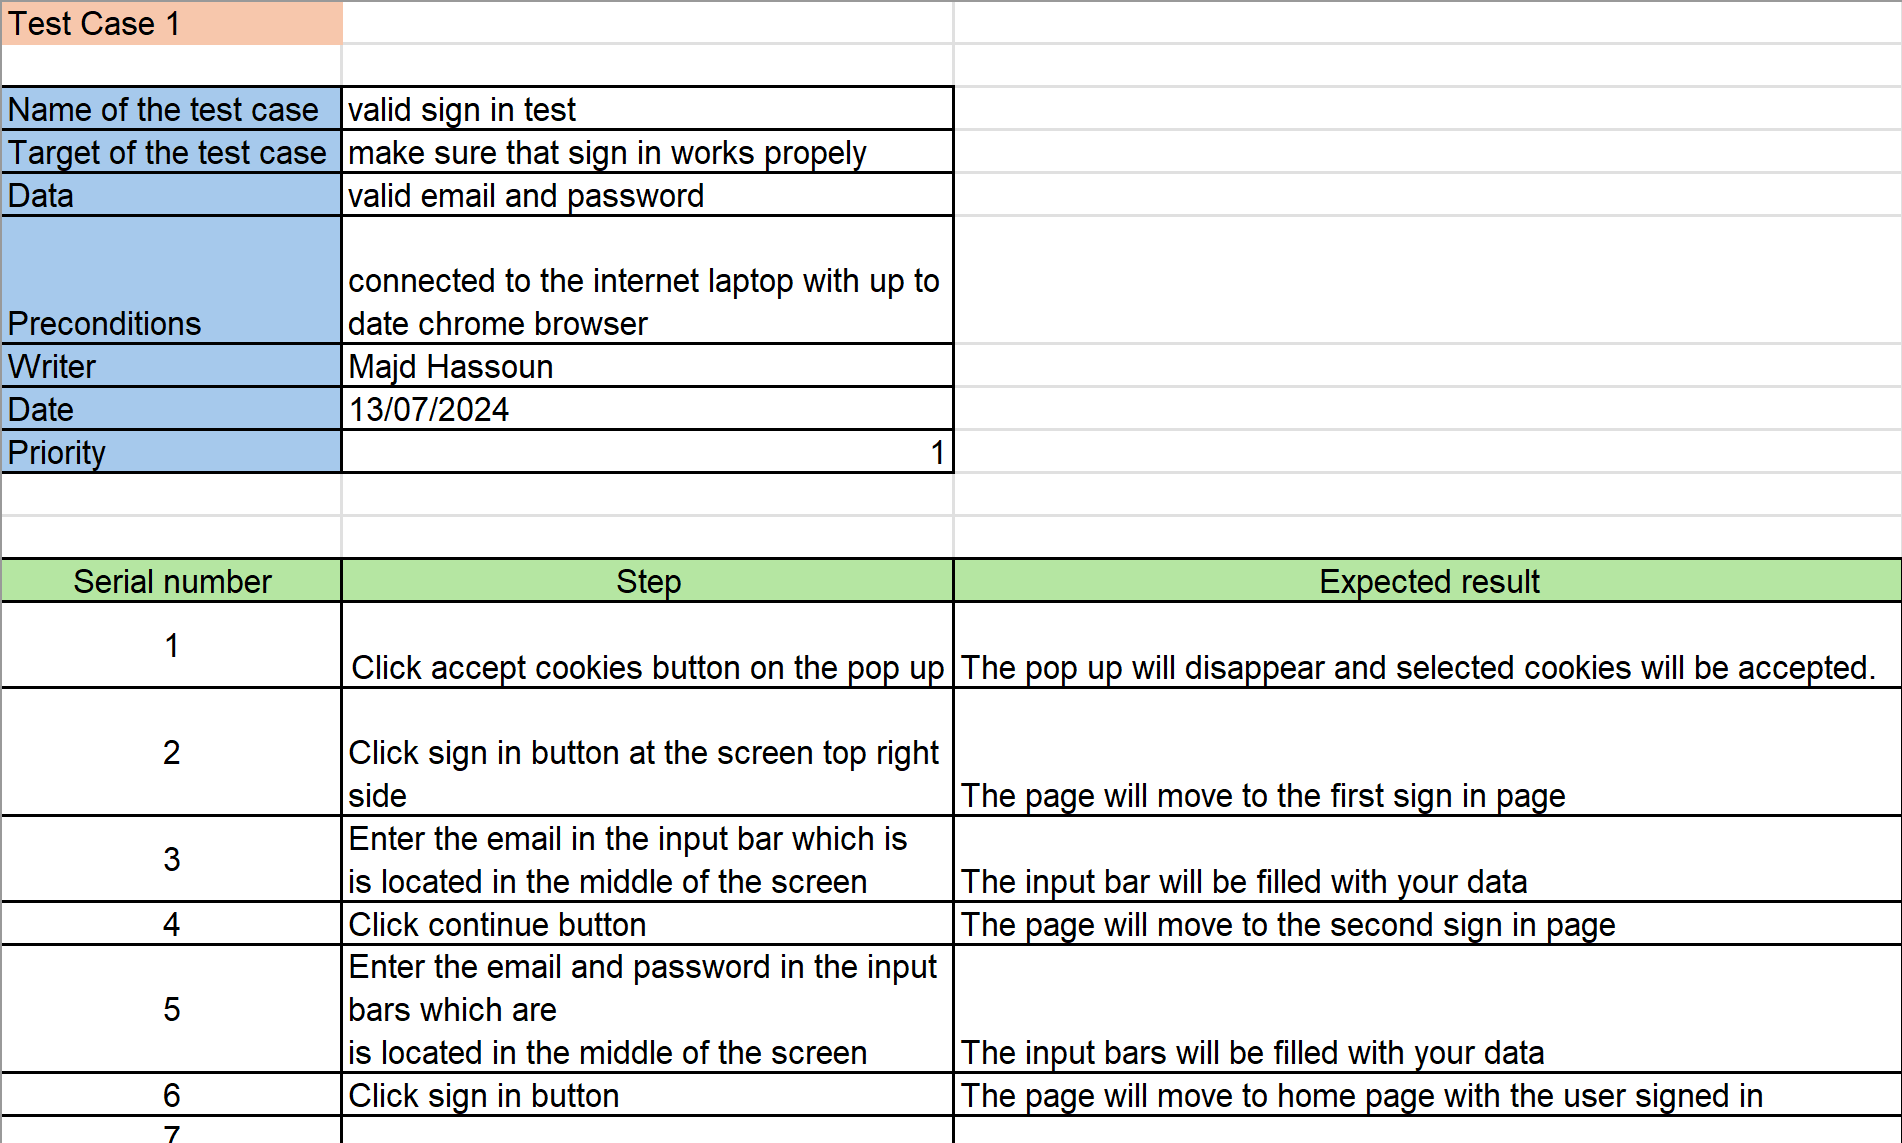 Test Case 1
Name of the test case valid sign in test
Target of the test case make sure that sign in works propely
Data valid email and password
Preconditions connected to the internet laptop with up to
date chrome browser
Writer Majd Hassoun
Date 13/07/2024
Priority 1
Serial number Step Expected result
1 Click accept cookies button on the pop up The pop up will disappear and selected cookies will be accepted.
2 Click sign in button at the screen top right
side The page will move to the first sign in page
3 Enter the email in the input bar which is
is located in the middle of the screen The input bar will be filled with your data
4 Click continue button The page will move to the second sign in page
5 Enter the email and password in the input
bars which are
is located in the middle of the screen The input bars will be filled with your data
6 Click sign in button The page will move to home page with the user signed in
7